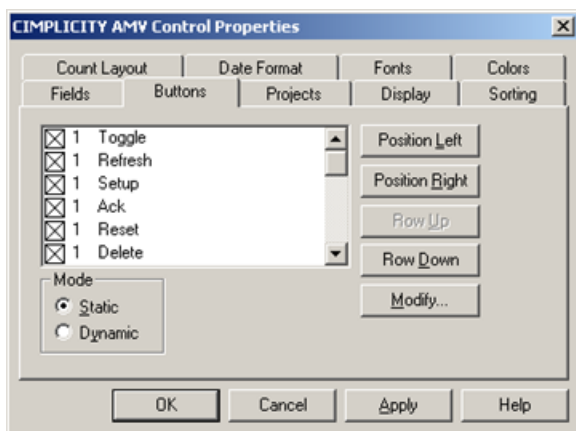 CIMPLICITY AMV Control Properties
Count Layout Date Format Fonts Colors
Fields Buttons Projects Display Sorting
1 Toggle
1 Refresh
1 Setup
1 Ack
1 Reset
1 Delete
Position Left
Position Right
Row Up
Row Down
Modify...
Mode
Static
Dynamic
OK Cancel Apply Help